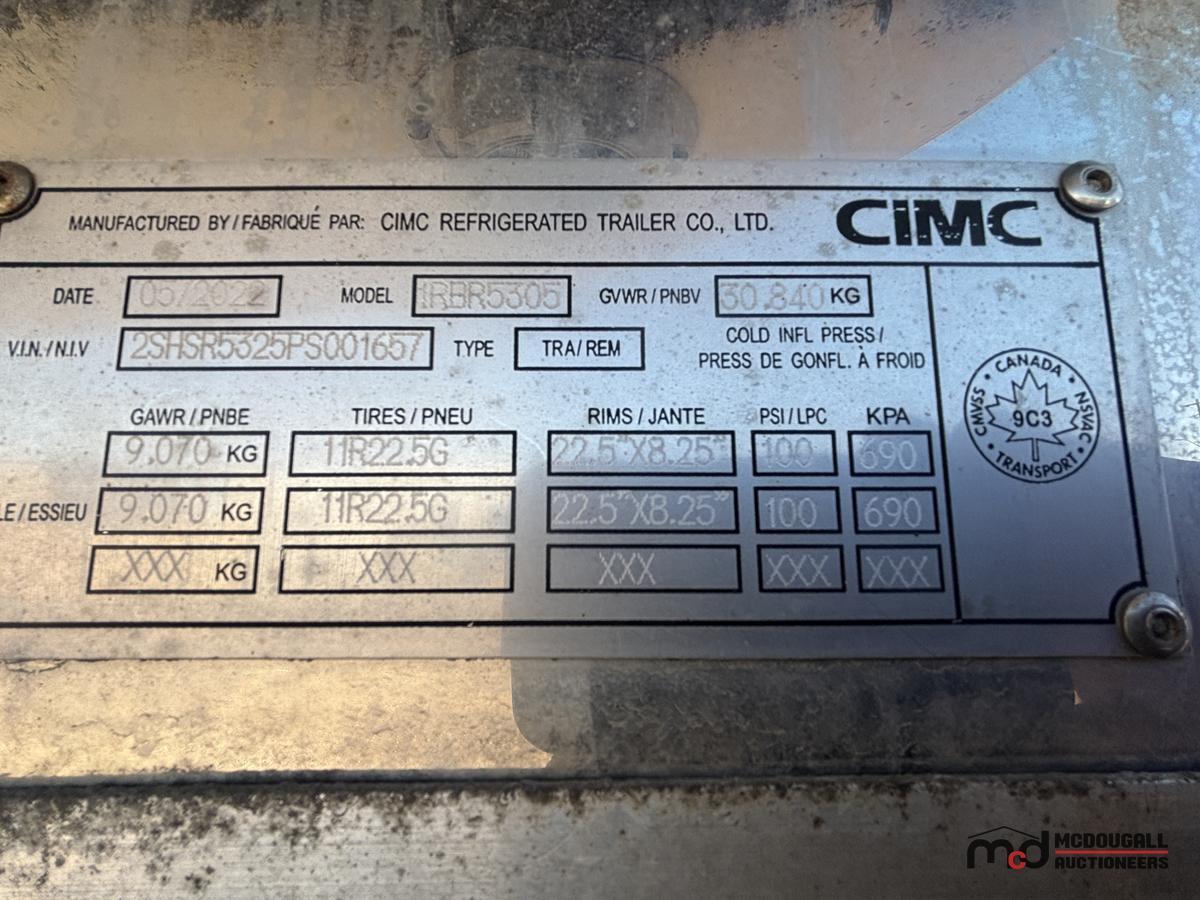 MANUFACTURED BY / FABRIQUÉ PAR: CIMC REFRIGERATED TRAILER CO., LTD. CIMC
DATE 05/2022 MODEL 1RBR5305 GVWR / PNBV 30.840 KG
V.I.N. / N.I.V 2SHSR5325PS001657 TYPE TRA / REM COLD INFL PRESS /
PRESS DE GONFL. À FROID
GAWR / PNBE TIRES / PNEU RIMS / JANTE PSI / LPC KPA
9.070 KG 11R22.5G 22.5"X8.25" 100 690
LE / ESSIEU 9.070 KG 11R22.5G 22.5"X8.25" 100 690
XXX KG XXX XXX XXX XXX
CANADA
CMVSS 9C3 NSVAC
TRANSPORT
mcd MCDOUGALL
AUCTIONEERS